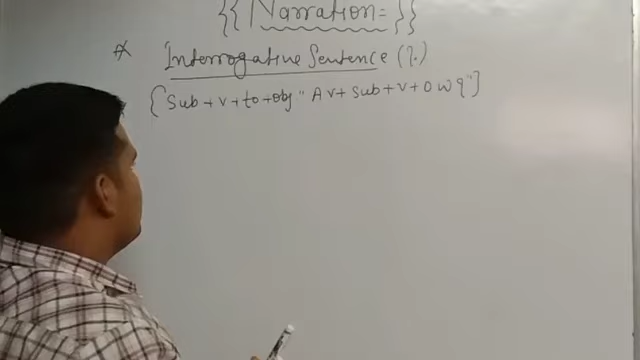 {{ Narration= }}
* Interrogative Sentence (?.)
{ Sub + V + to + obj " A V + Sub + V + O W q" ]